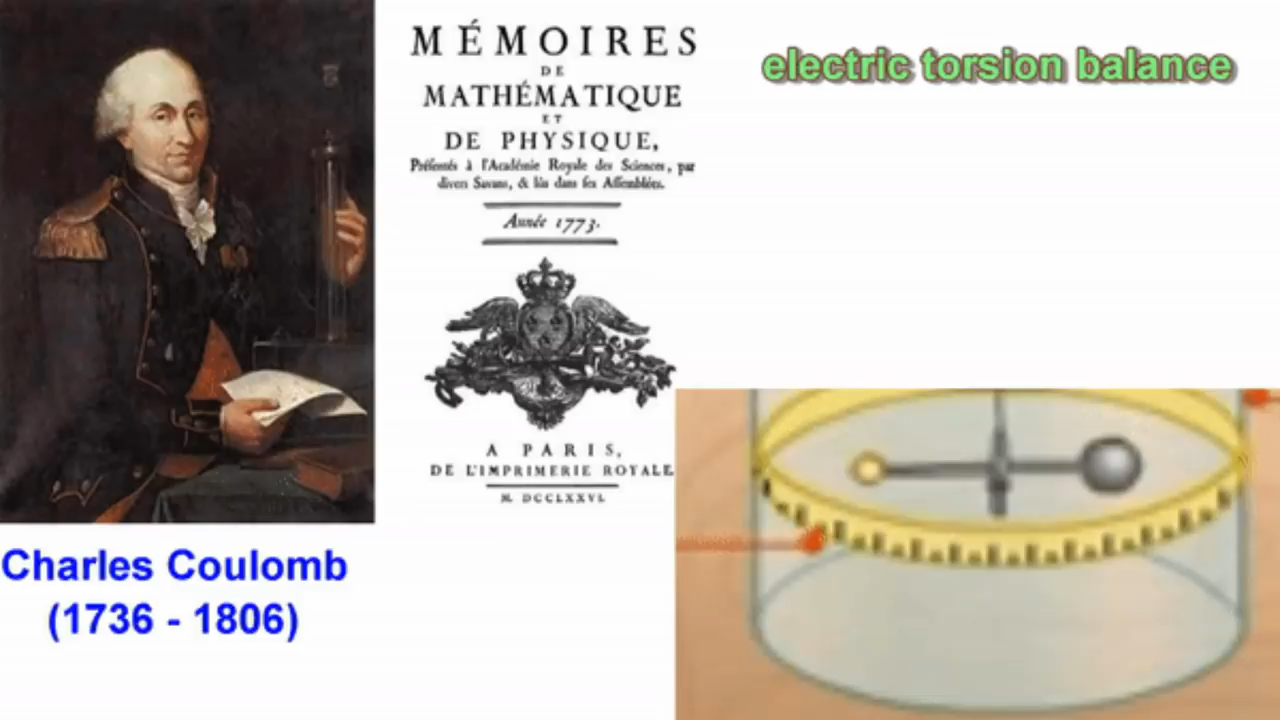 MÉMOIRES
DE
MATHÉMATIQUE
ET
DE PHYSIQUE,
Préſentés à l'Académie Royale des Sciences, par
divers Savans, & lûs dans ſes Aſſemblées.
Année 1773.
A PARIS,
DE L'IMPRIMERIE ROYALE
M. DCCLXXVI.
electric torsion balance
Charles Coulomb
(1736 - 1806)